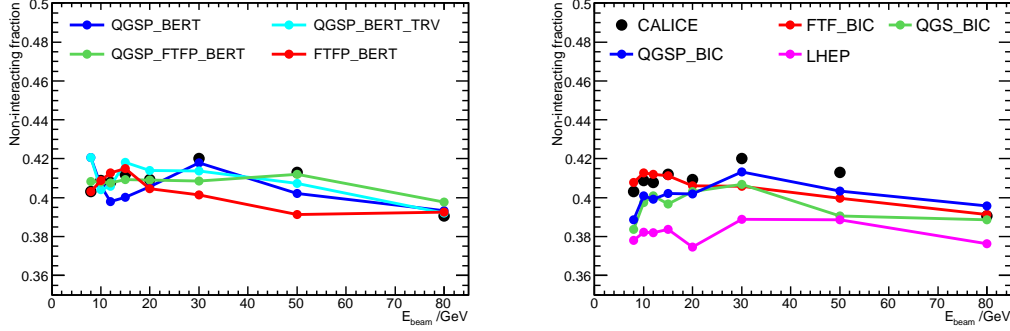 Non-interacting fraction
0.5
0.48
0.46
0.44
0.42
0.4
0.38
0.36
QGSP_BERT
QGSP_BERT_TRV
QGSP_FTFP_BERT
FTFP_BERT
0 10 20 30 40 50 60 70 80
E_beam /GeV
Non-interacting fraction
0.5
0.48
0.46
0.44
0.42
0.4
0.38
0.36
CALICE
FTF_BIC
QGS_BIC
QGSP_BIC
LHEP
0 10 20 30 40 50 60 70 80
E_beam /GeV